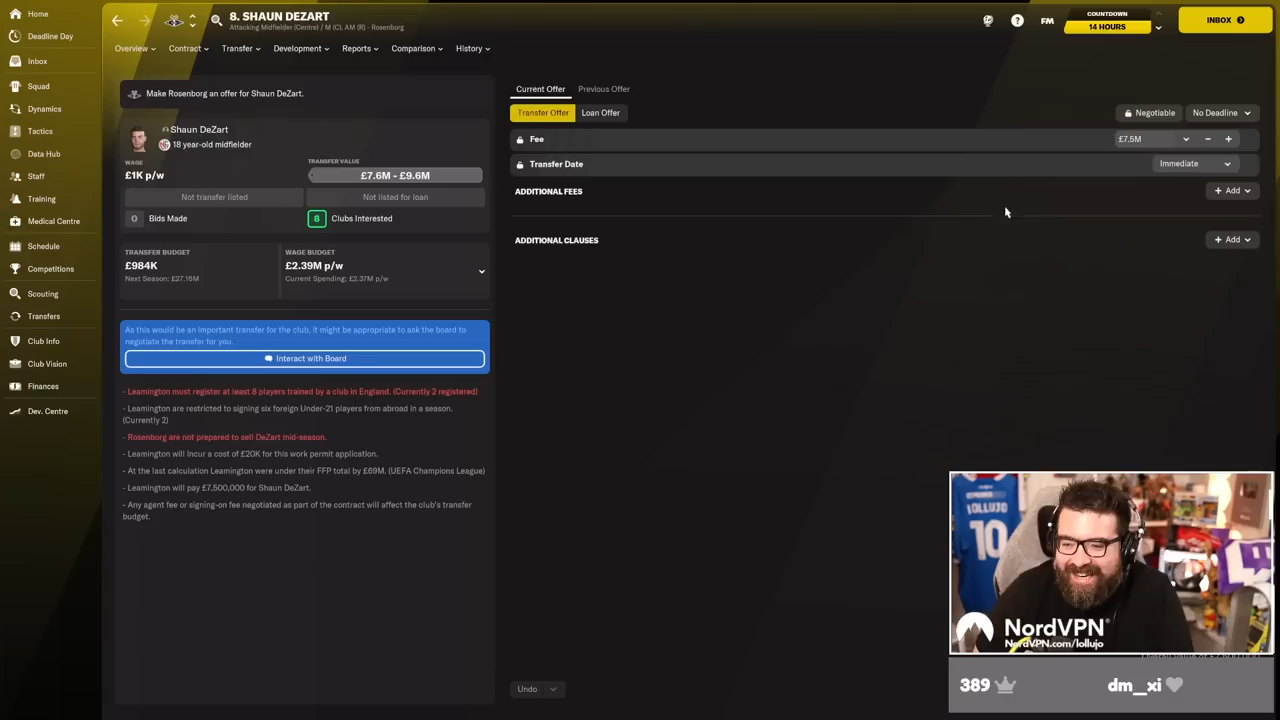 Home
Deadline Day
Inbox
Squad
Dynamics
Tactics
Data Hub
Staff
Training
Medical Centre
Schedule
Competitions
Scouting
Transfers
Club Info
Club Vision
Finances
Dev. Centre
8. SHAUN DEZART
Attacking Midfielder (Centre) / M (C), AM (R) - Rosenborg
FM
COUNTDOWN
14 HOURS
INBOX
Overview
Contract
Transfer
Development
Reports
Comparison
History
Make Rosenborg an offer for Shaun DeZart.
Shaun DeZart
18 year-old midfielder
WAGE
£1K p/w
TRANSFER VALUE
£7.6M - £9.6M
Not transfer listed
Not listed for loan
0 Bids Made
8 Clubs Interested
TRANSFER BUDGET
£984K
Next Season: £27.16M
WAGE BUDGET
£2.39M p/w
Current Spending: £2.37M p/w
As this would be an important transfer for the club, it might be appropriate to ask the board to
negotiate the transfer for you.
Interact with Board
- Leamington must register at least 8 players trained by a club in England. (Currently 2 registered)
- Leamington are restricted to signing six foreign Under-21 players from abroad in a season.
(Currently 2)
- Rosenborg are not prepared to sell DeZart mid-season.
- Leamington will incur a cost of £20K for this work permit application.
- At the last calculation Leamington were under their FFP total by £69M. (UEFA Champions League)
- Leamington will pay £7,500,000 for Shaun DeZart.
- Any agent fee or signing-on fee negotiated as part of the contract will affect the club's transfer
budget.
Current Offer
Previous Offer
Transfer Offer
Loan Offer
Negotiable
No Deadline
Fee
£7.5M
Transfer Date
Immediate
ADDITIONAL FEES
+ Add
ADDITIONAL CLAUSES
+ Add
Undo
LOLLUJO
10
NordVPN®
NordVPN.com/lollujo
389
dm__xi